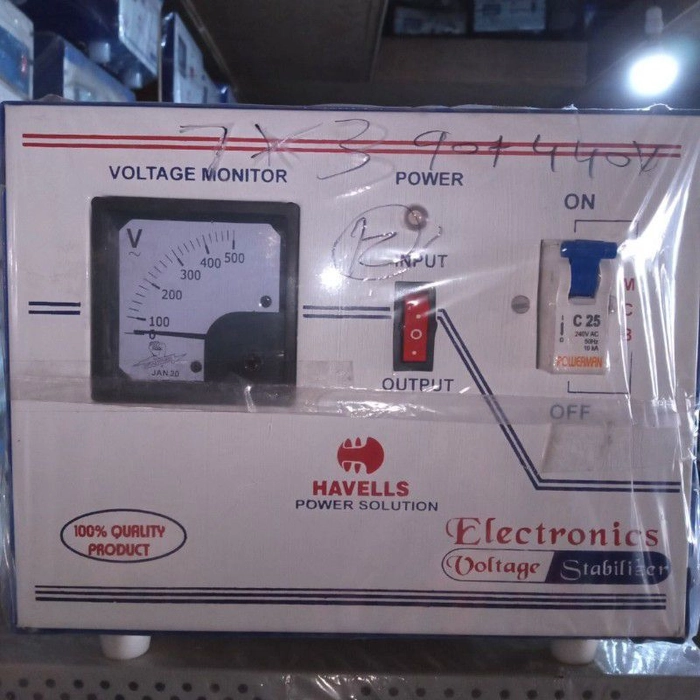 7 * 3 90+440V
VOLTAGE MONITOR
POWER
ON
V
~
500
400
300
200
100
0
JAN.20
INPUT
OUTPUT
C 25
240V AC
50Hz
10 kA
POWERMAN
M
C
B
OFF
HAVELLS
POWER SOLUTION
100% QUALITY
PRODUCT
Electronics
Voltage Stabilizer